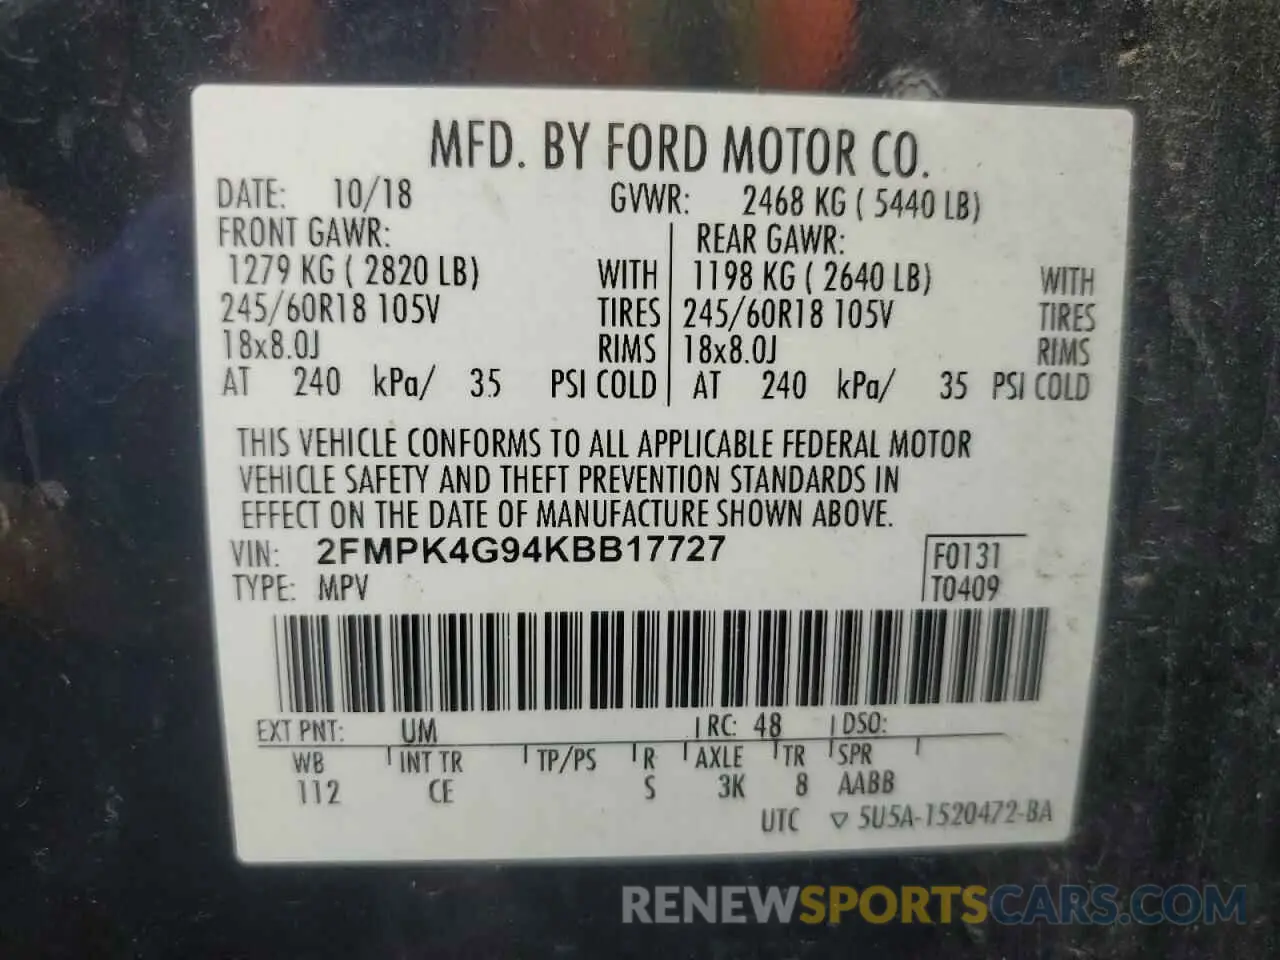 MFD. BY FORD MOTOR CO.
DATE: 10/18 GVWR: 2468 KG ( 5440 LB)
FRONT GAWR: REAR GAWR:
1279 KG ( 2820 LB) WITH 1198 KG ( 2640 LB) WITH
245/60R18 105V TIRES 245/60R18 105V TIRES
18x8.0J RIMS 18x8.0J RIMS
AT 240 kPa/ 35 PSI COLD AT 240 kPa/ 35 PSI COLD
THIS VEHICLE CONFORMS TO ALL APPLICABLE FEDERAL MOTOR
VEHICLE SAFETY AND THEFT PREVENTION STANDARDS IN
EFFECT ON THE DATE OF MANUFACTURE SHOWN ABOVE.
VIN: 2FMPK4G94KBB17727 F0131
TYPE: MPV T0409
EXT PNT: UM RC: 48 DSO:
WB INT TR TP/PS R AXLE TR SPR
112 CE S 3K 8 AABB
UTC ▽ 5U5A-1520472-BA
RENEWSPORTSCARS.COM